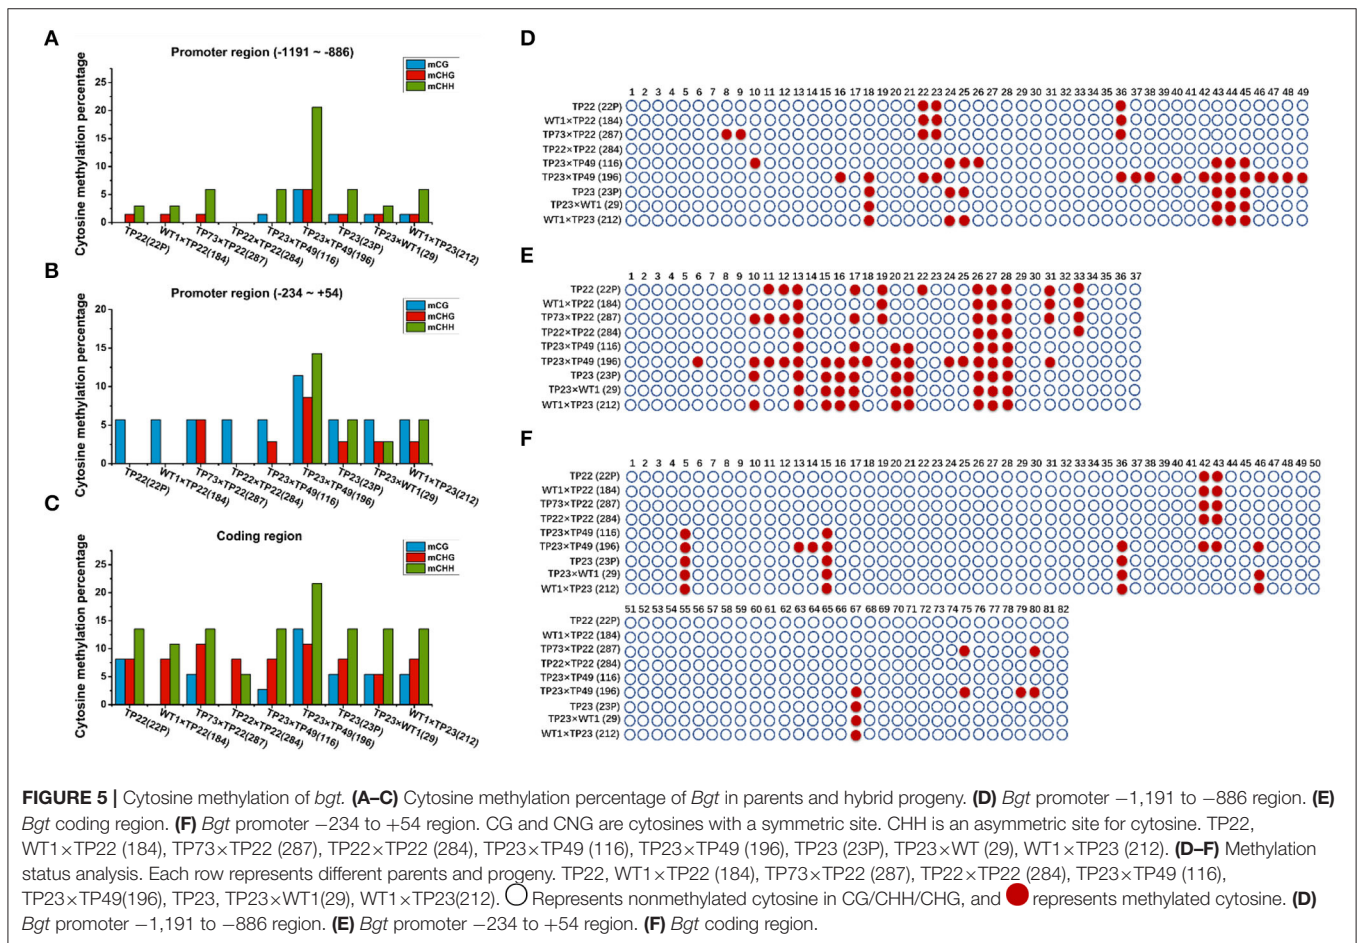 A
Promoter region (-1191 ~ -886)
Cytosine methylation percentage
25
20
15
10
5
0
mCG
mCHG
mCHH
TP22(22P)
WT1×TP22(184)
TP73×TP22(287)
TP22×TP22(284)
TP23×TP49(116)
TP23×TP49(196)
TP23(23P)
TP23×WT1(29)
WT1×TP23(212)
B
Promoter region (-234 ~ +54)
Cytosine methylation percentage
20
15
10
5
0
mCG
mCHG
mCHH
TP22(22P)
WT1×TP22(184)
TP73×TP22(287)
TP22×TP22(284)
TP23×TP49(116)
TP23×TP49(196)
TP23(23P)
TP23×WT1(29)
WT1×TP23(212)
C
Coding region
Cytosine methylation percentage
25
20
15
10
5
0
mCG
mCHG
mCHH
TP22(22P)
WT1×TP22(184)
TP73×TP22(287)
TP22×TP22(284)
TP23×TP49(116)
TP23×TP49(196)
TP23(23P)
TP23×WT1(29)
WT1×TP23(212)
D
1 2 3 4 5 6 7 8 9 10 11 12 13 14 15 16 17 18 19 20 21 22 23 24 25 26 27 28 29 30 31 32 33 34 35 36 37 38 39 40 41 42 43 44 45 46 47 48 49
TP22 (22P)
WT1×TP22 (184)
TP73×TP22 (287)
TP22×TP22 (284)
TP23×TP49 (116)
TP23×TP49 (196)
TP23 (23P)
TP23×WT1 (29)
WT1×TP23 (212)
E
1 2 3 4 5 6 7 8 9 10 11 12 13 14 15 16 17 18 19 20 21 22 23 24 25 26 27 28 29 30 31 32 33 34 35 36 37
TP22 (22P)
WT1×TP22 (184)
TP73×TP22 (287)
TP22×TP22 (284)
TP23×TP49 (116)
TP23×TP49 (196)
TP23 (23P)
TP23×WT1 (29)
WT1×TP23 (212)
F
1 2 3 4 5 6 7 8 9 10 11 12 13 14 15 16 17 18 19 20 21 22 23 24 25 26 27 28 29 30 31 32 33 34 35 36 37 38 39 40 41 42 43 44 45 46 47 48 49 50
TP22 (22P)
WT1×TP22 (184)
TP73×TP22 (287)
TP22×TP22 (284)
TP23×TP49 (116)
TP23×TP49 (196)
TP23 (23P)
TP23×WT1 (29)
WT1×TP23 (212)
51 52 53 54 55 56 57 58 59 60 61 62 63 64 65 66 67 68 69 70 71 72 73 74 75 76 77 78 79 80 81 82
TP22 (22P)
WT1×TP22 (184)
TP73×TP22 (287)
TP22×TP22 (284)
TP23×TP49 (116)
TP23×TP49 (196)
TP23 (23P)
TP23×WT1 (29)
WT1×TP23 (212)
FIGURE 5 | Cytosine methylation of bgt. (A–C) Cytosine methylation percentage of Bgt in parents and hybrid progeny. (D) Bgt promoter −1,191 to −886 region. (E)
Bgt coding region. (F) Bgt promoter −234 to +54 region. CG and CNG are cytosines with a symmetric site. CHH is an asymmetric site for cytosine. TP22,
WT1×TP22 (184), TP73×TP22 (287), TP22×TP22 (284), TP23×TP49 (116), TP23×TP49 (196), TP23 (23P), TP23×WT (29), WT1×TP23 (212). (D–F) Methylation
status analysis. Each row represents different parents and progeny. TP22, WT1×TP22 (184), TP73×TP22 (287), TP22×TP22 (284), TP23×TP49 (116),
TP23×TP49(196), TP23, TP23×WT1(29), WT1×TP23(212). Represents nonmethylated cytosine in CG/CHH/CHG, and represents methylated cytosine. (D)
Bgt promoter −1,191 to −886 region. (E) Bgt promoter −234 to +54 region. (F) Bgt coding region.